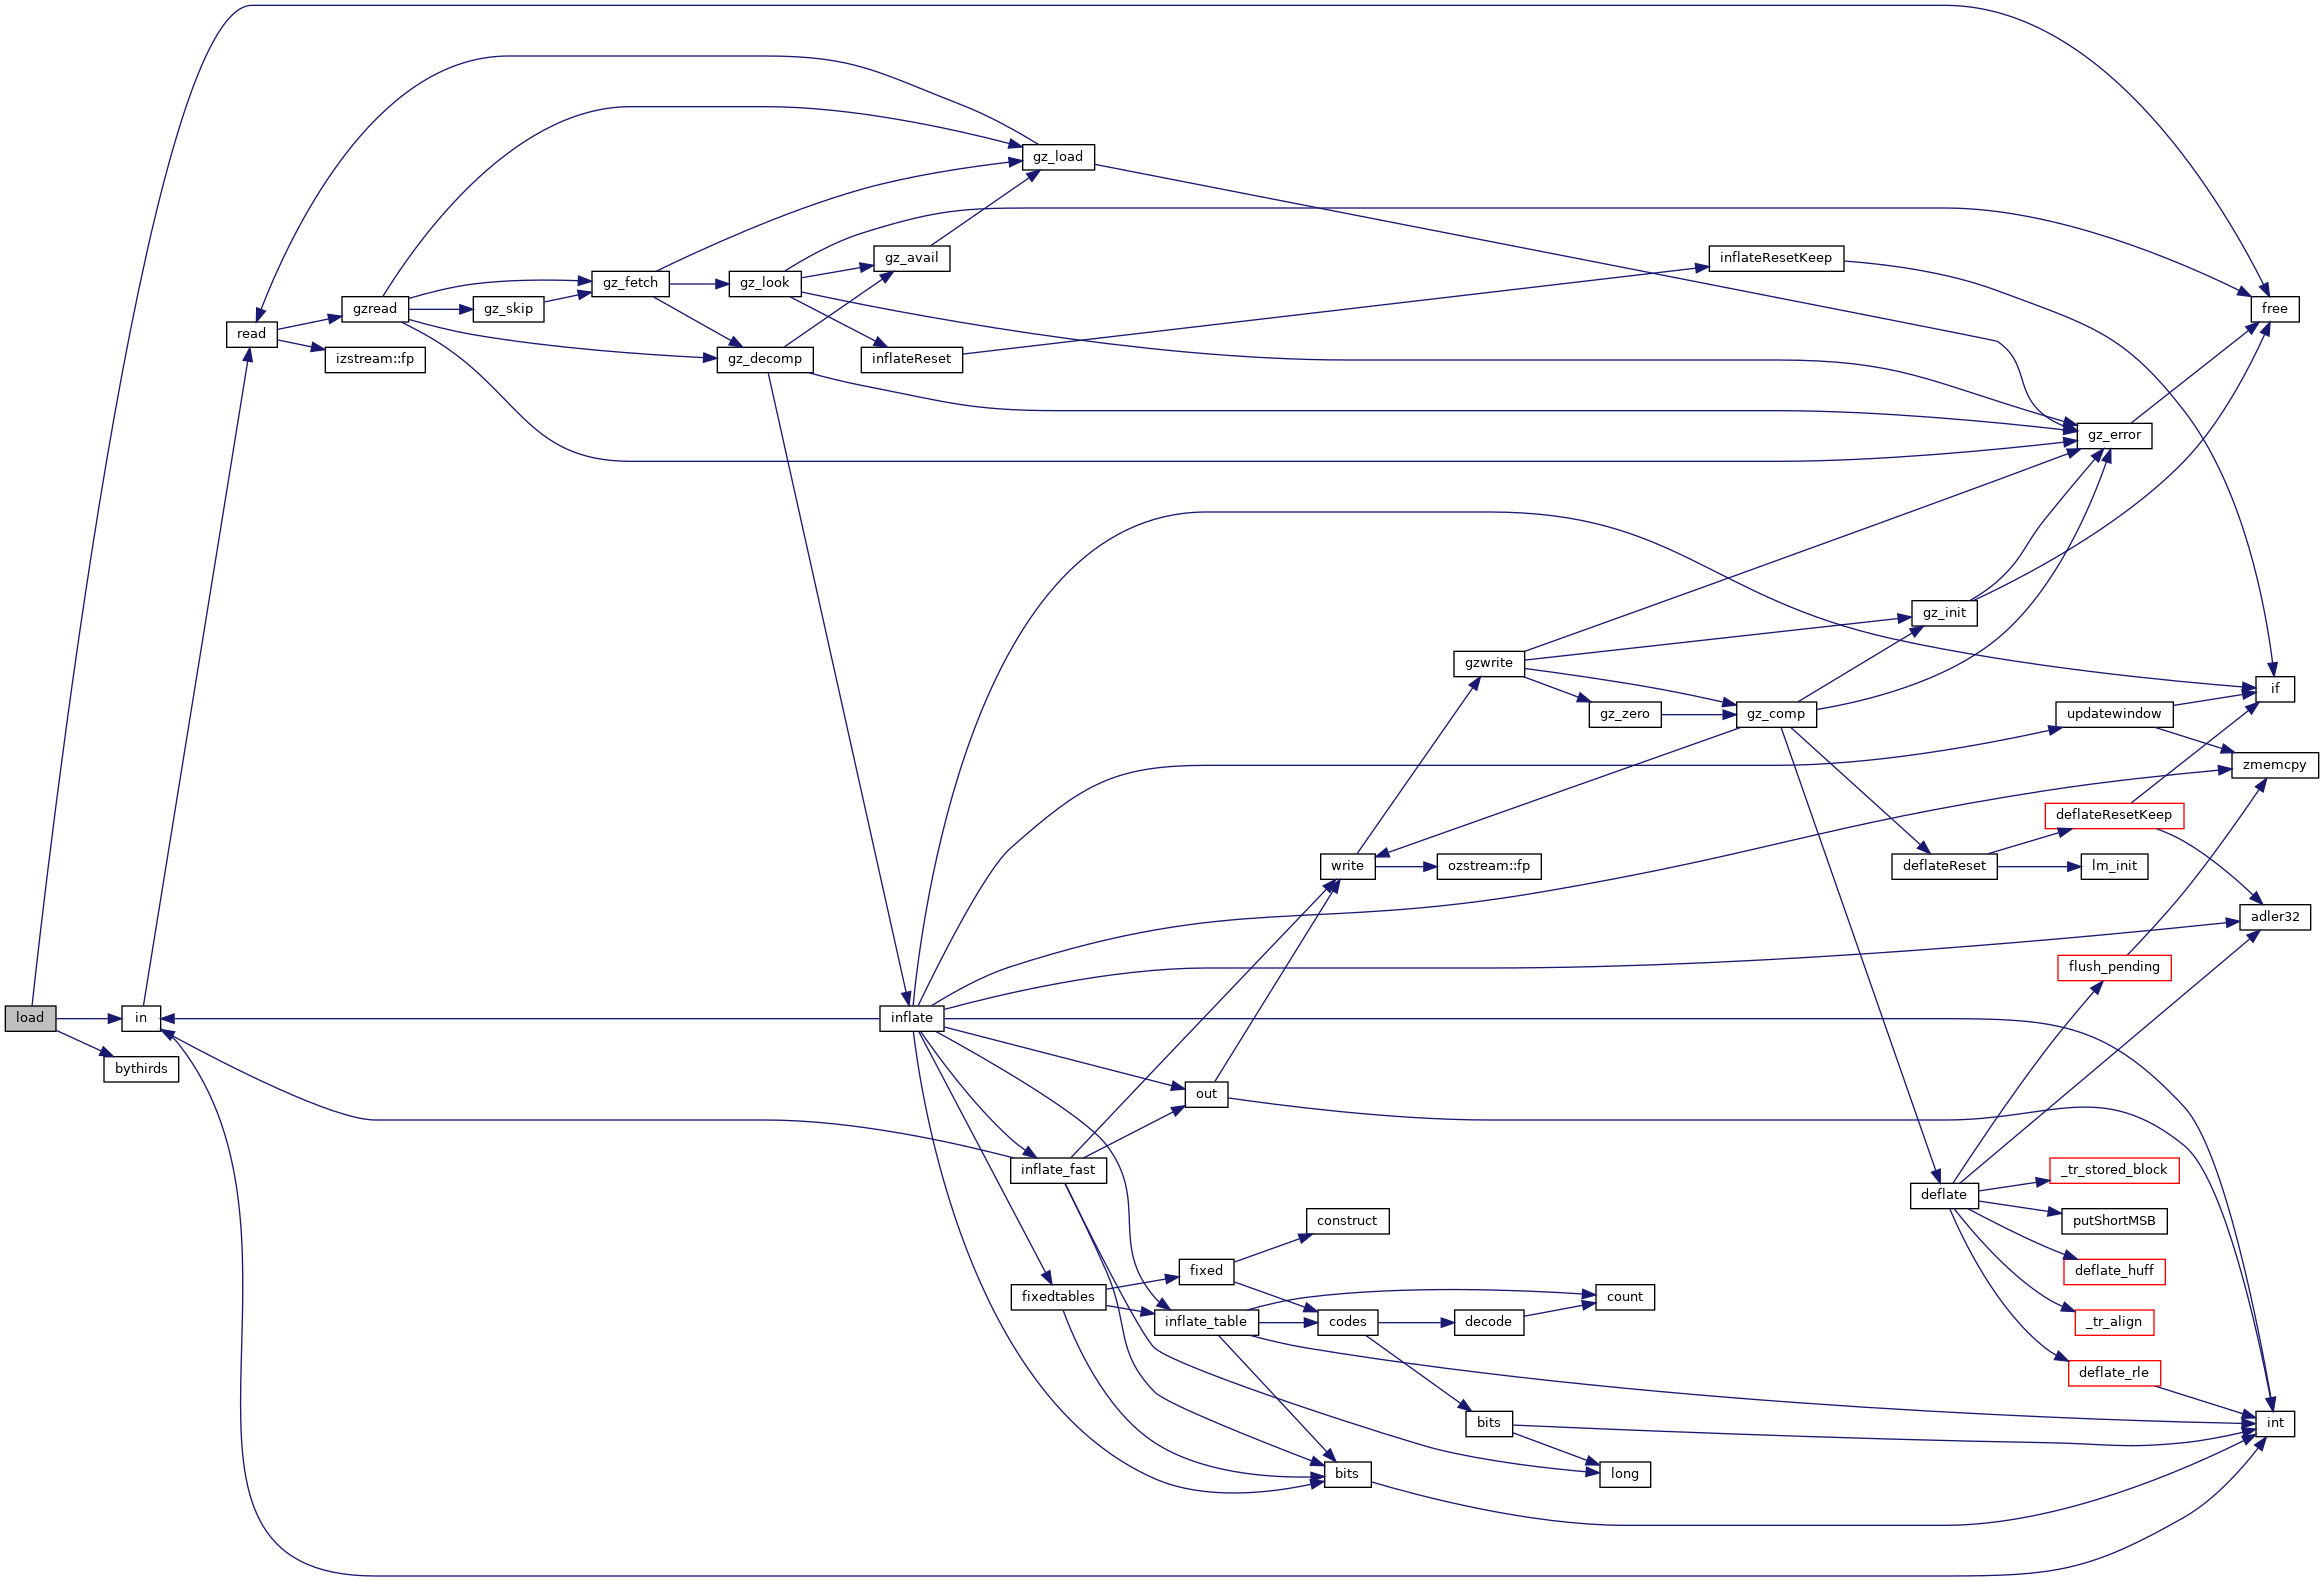 gz_load
gz_avail
inflateResetKeep
gz_fetch
gz_look
gzread
gz_skip
free
read
izstream::fp
gz_decomp
inflateReset
gz_error
gz_init
gzwrite
if
gz_zero
gz_comp
updatewindow
zmemcpy
deflateResetKeep
write
ozstream::fp
deflateReset
lm_init
adler32
flush_pending
load
in
inflate
bythirds
out
inflate_fast
_tr_stored_block
deflate
construct
putShortMSB
fixed
deflate_huff
fixedtables
count
inflate_table
codes
decode
_tr_align
deflate_rle
bits
int
bits
long